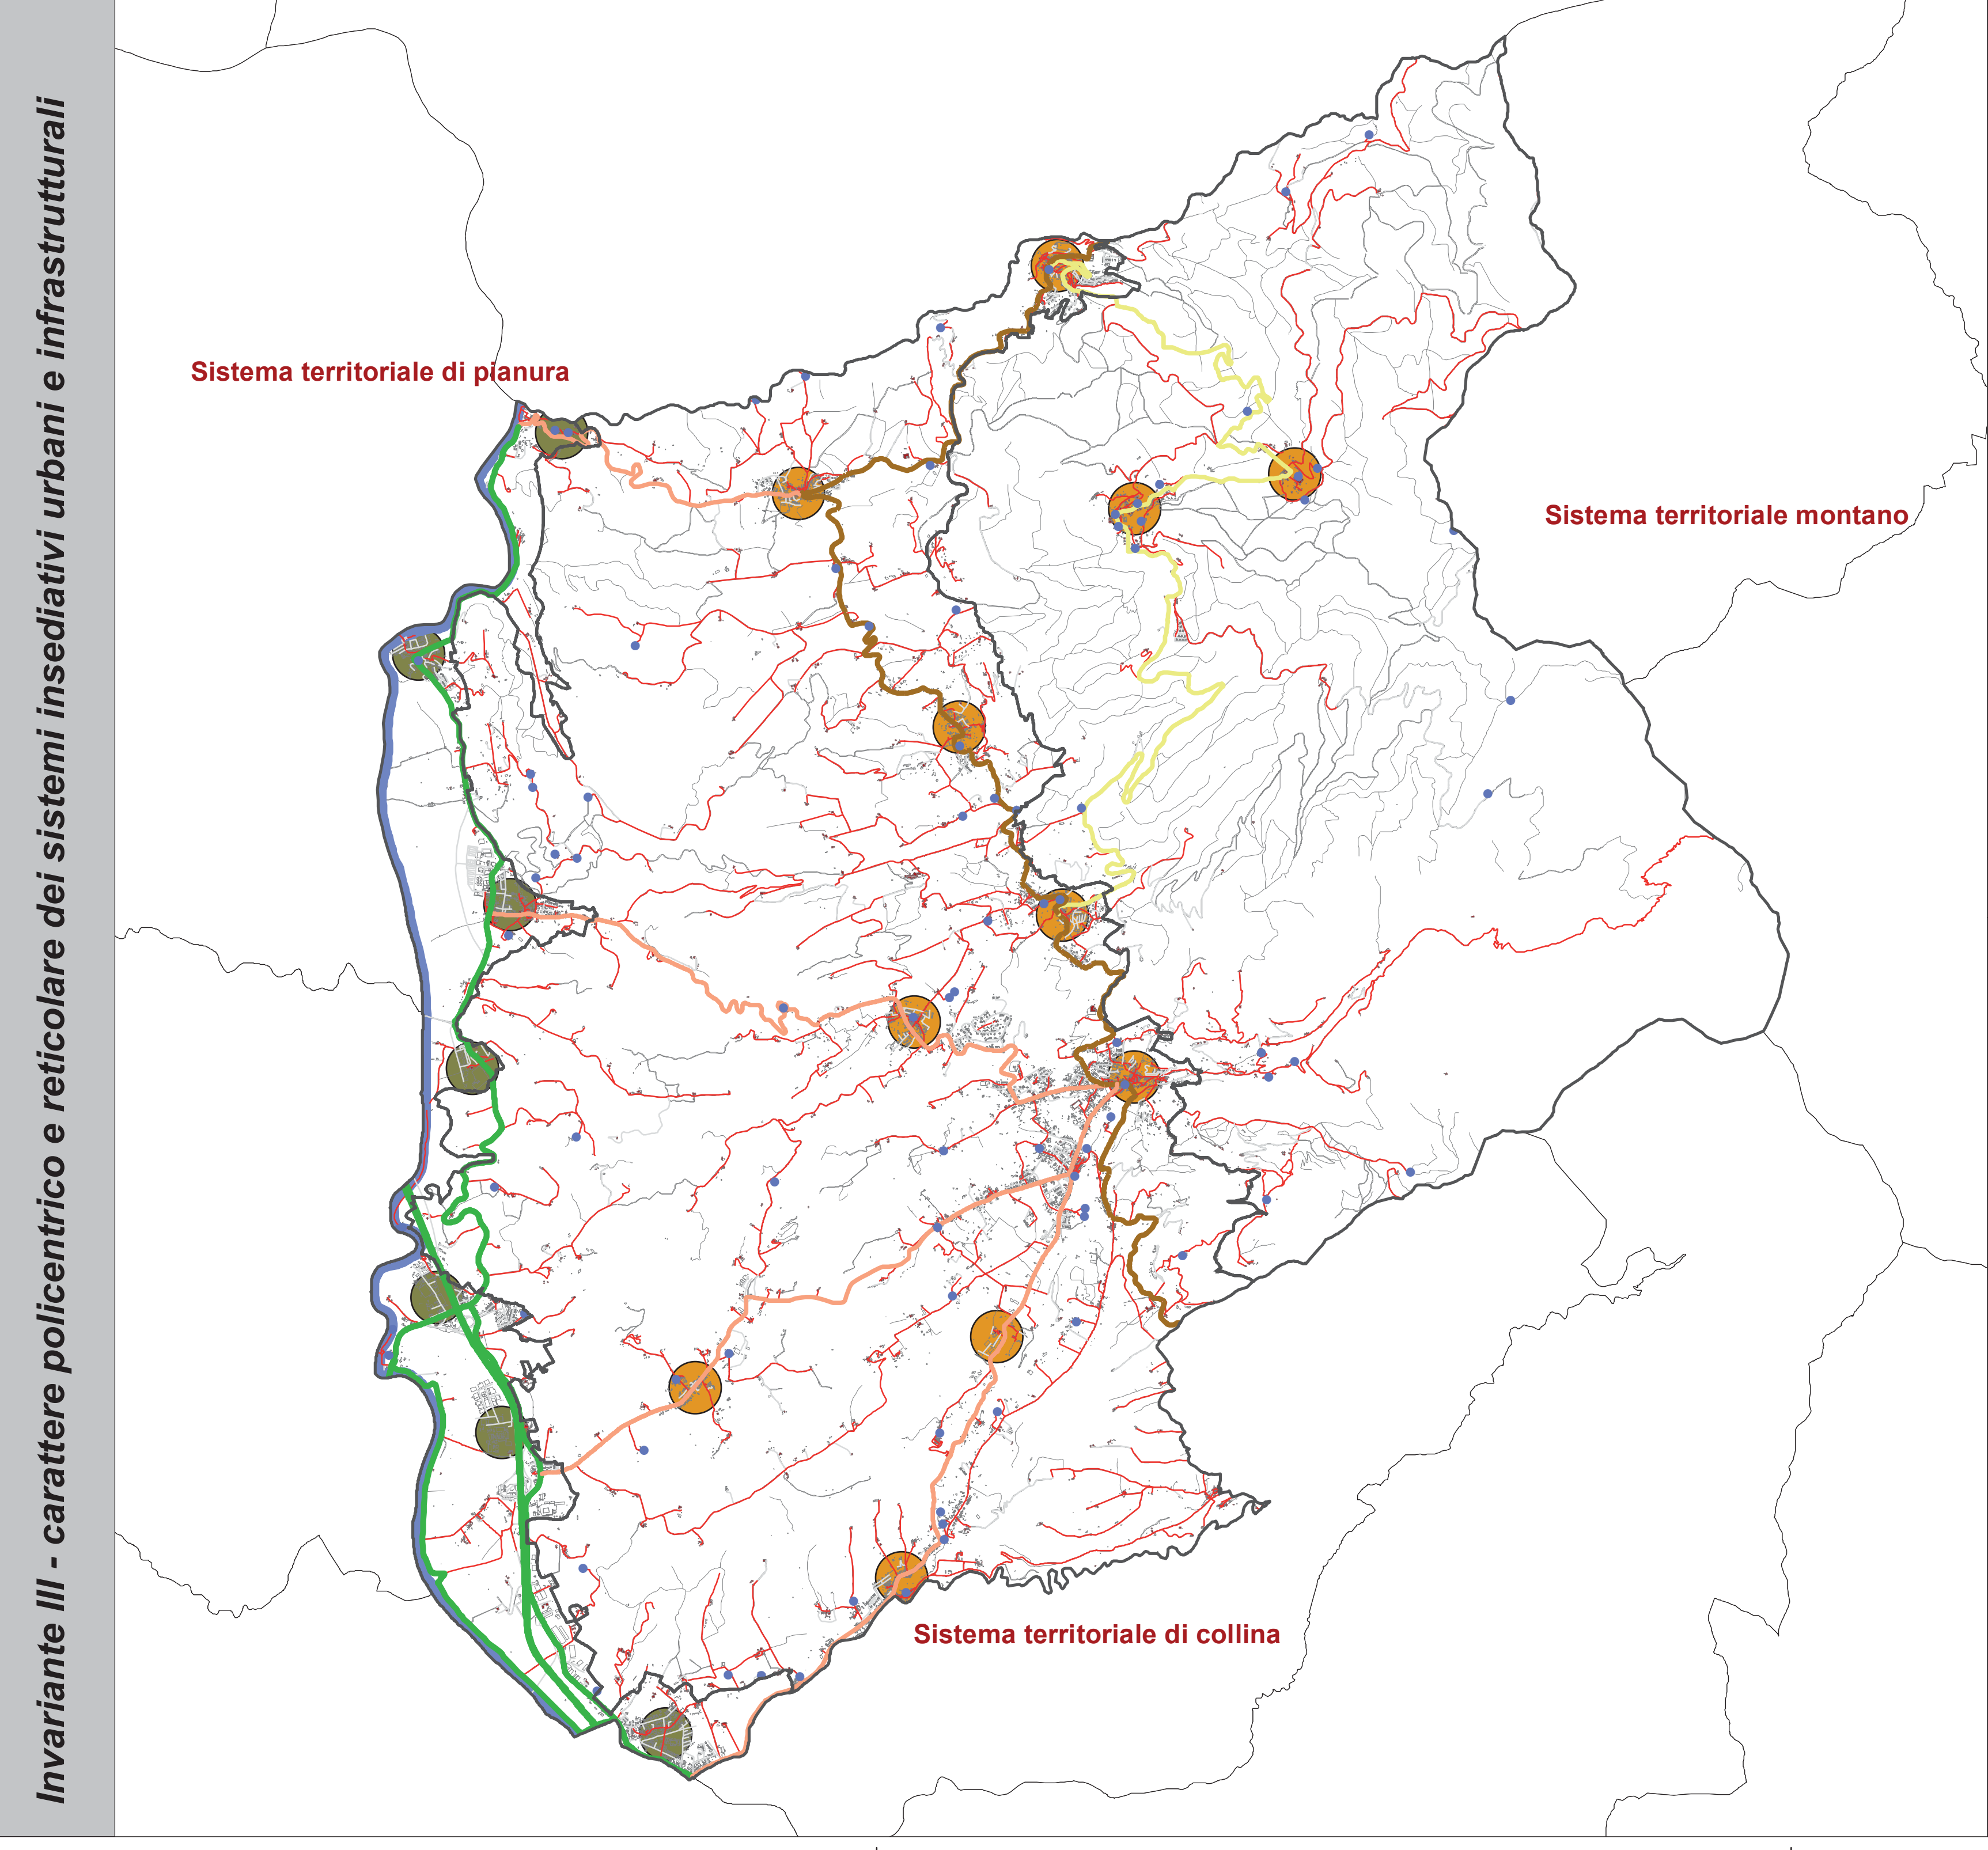 Invariante III - carattere policentrico e reticolare dei sistemi insediativi urbani e infrastrutturali
Sistema territoriale di pianura
Sistema territoriale montano
Sistema territoriale di collina